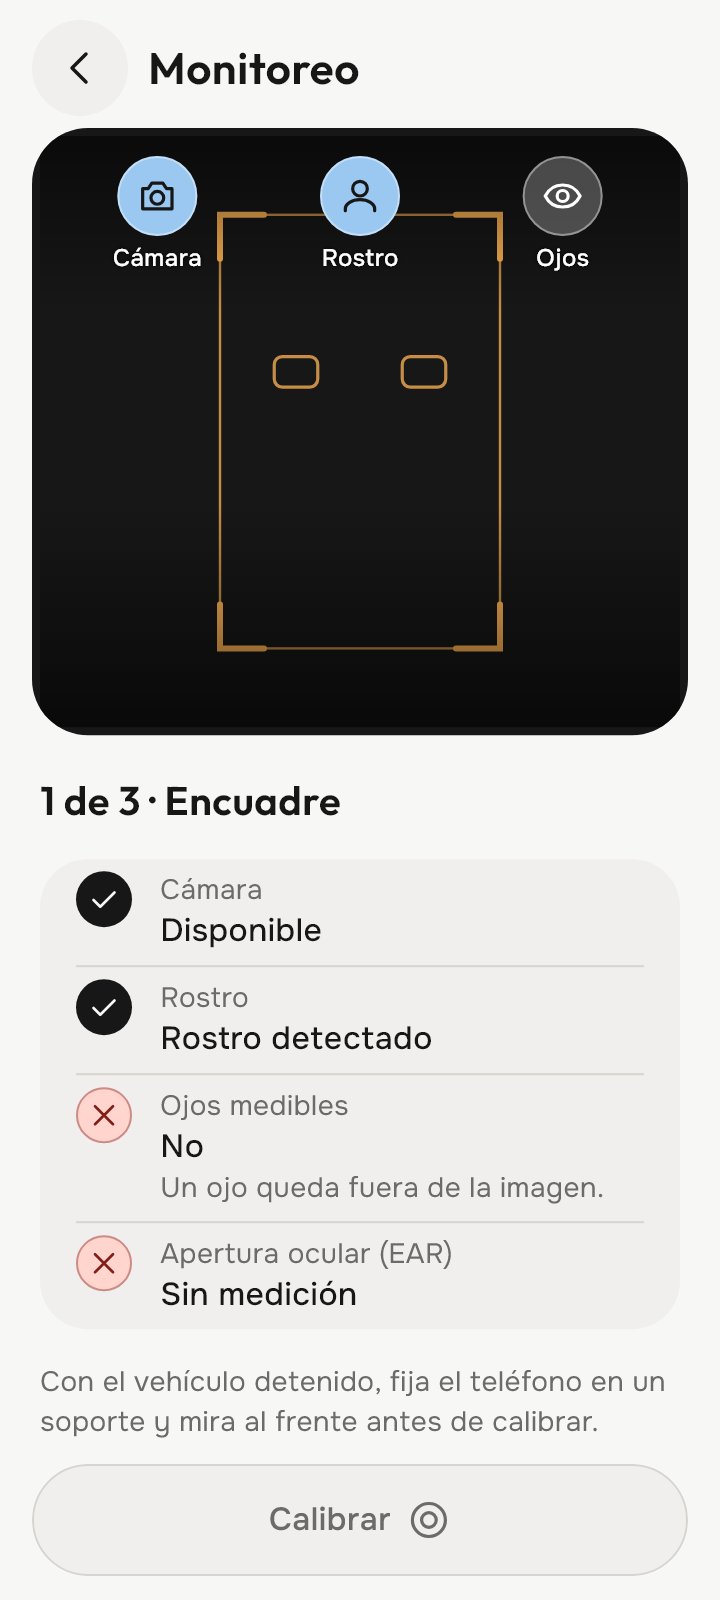 Monitoreo
Cámara
Rostro
Ojos
1 de 3 · Encuadre
Cámara
Disponible
Rostro
Rostro detectado
Ojos medibles
No
Un ojo queda fuera de la imagen.
Apertura ocular (EAR)
Sin medición
Con el vehículo detenido, fija el teléfono en un
soporte y mira al frente antes de calibrar.
Calibrar